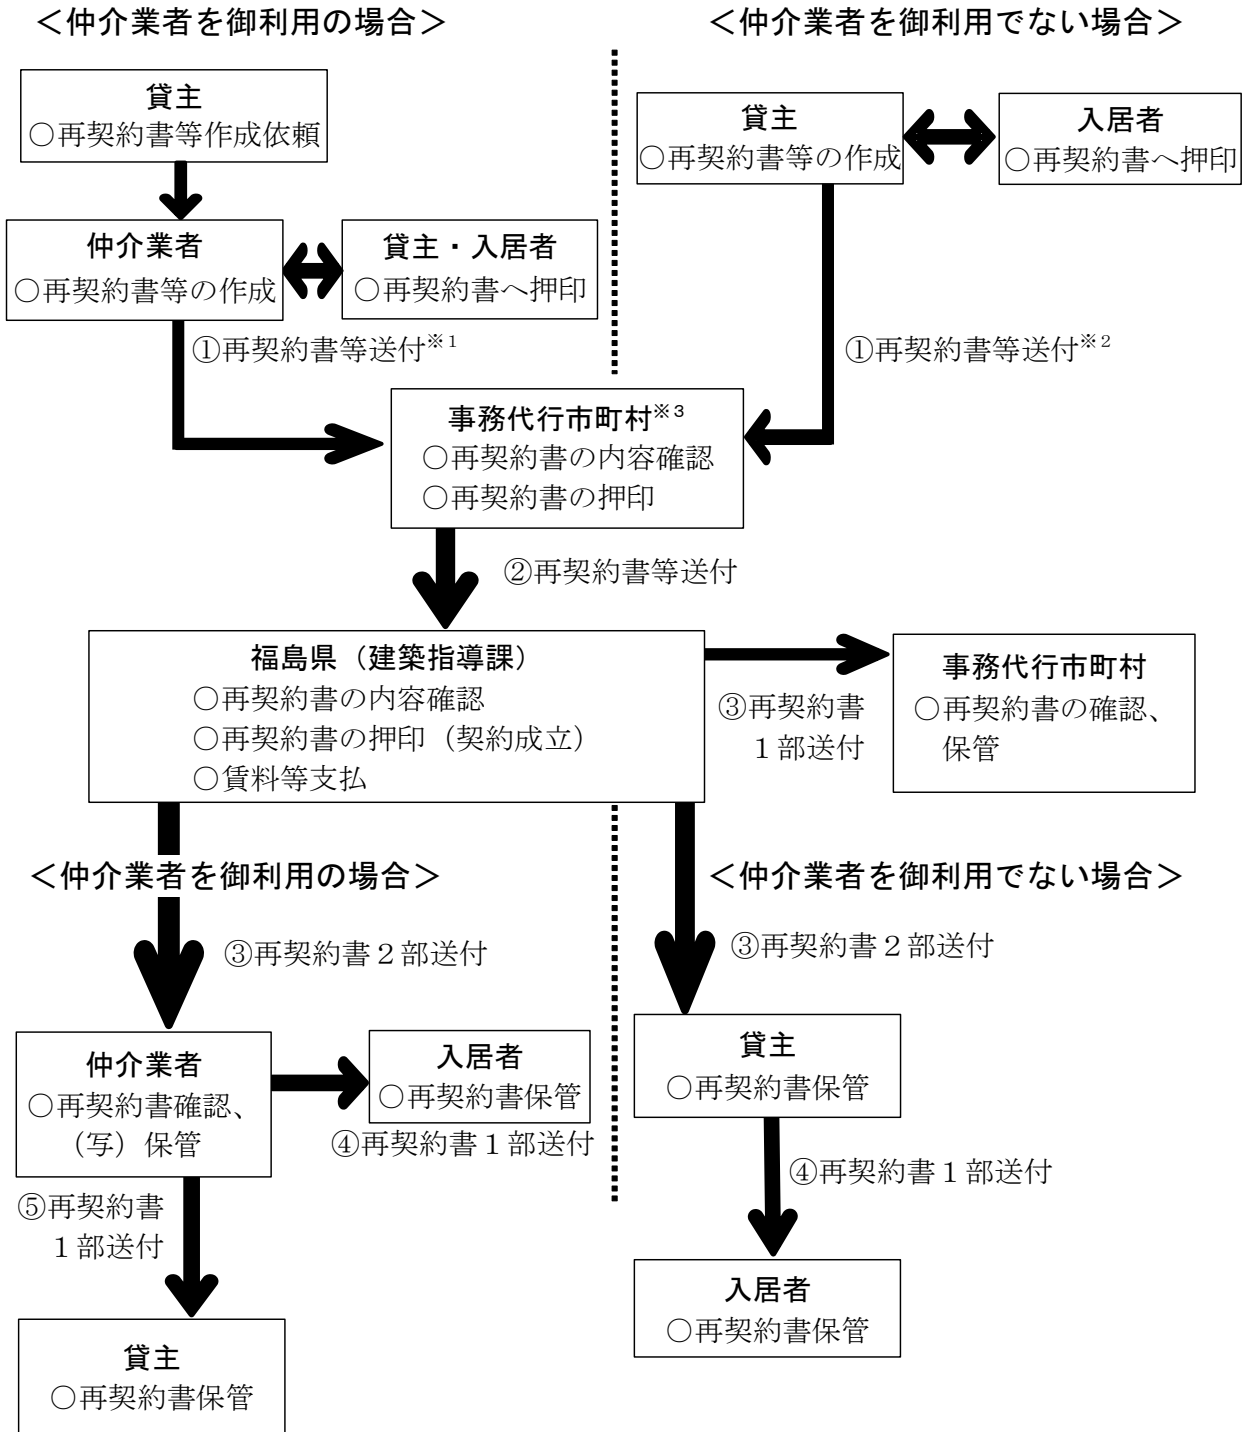 ＜仲介業者を御利用の場合＞
＜仲介業者を御利用でない場合＞
貸主
○再契約書等作成依頼
貸主
○再契約書等の作成
入居者
○再契約書へ押印
仲介業者
○再契約書等の作成
貸主・入居者
○再契約書へ押印
①再契約書等送付※1
①再契約書等送付※2
事務代行市町村※3
○再契約書の内容確認
○再契約書の押印
②再契約書等送付
福島県（建築指導課）
○再契約書の内容確認
○再契約書の押印（契約成立）
○賃料等支払
③再契約書
１部送付
事務代行市町村
○再契約書の確認、
保管
＜仲介業者を御利用の場合＞
＜仲介業者を御利用でない場合＞
③再契約書２部送付
③再契約書２部送付
仲介業者
○再契約書確認、
（写）保管
入居者
○再契約書保管
④再契約書１部送付
貸主
○再契約書保管
④再契約書１部送付
⑤再契約書
１部送付
入居者
○再契約書保管
貸主
○再契約書保管